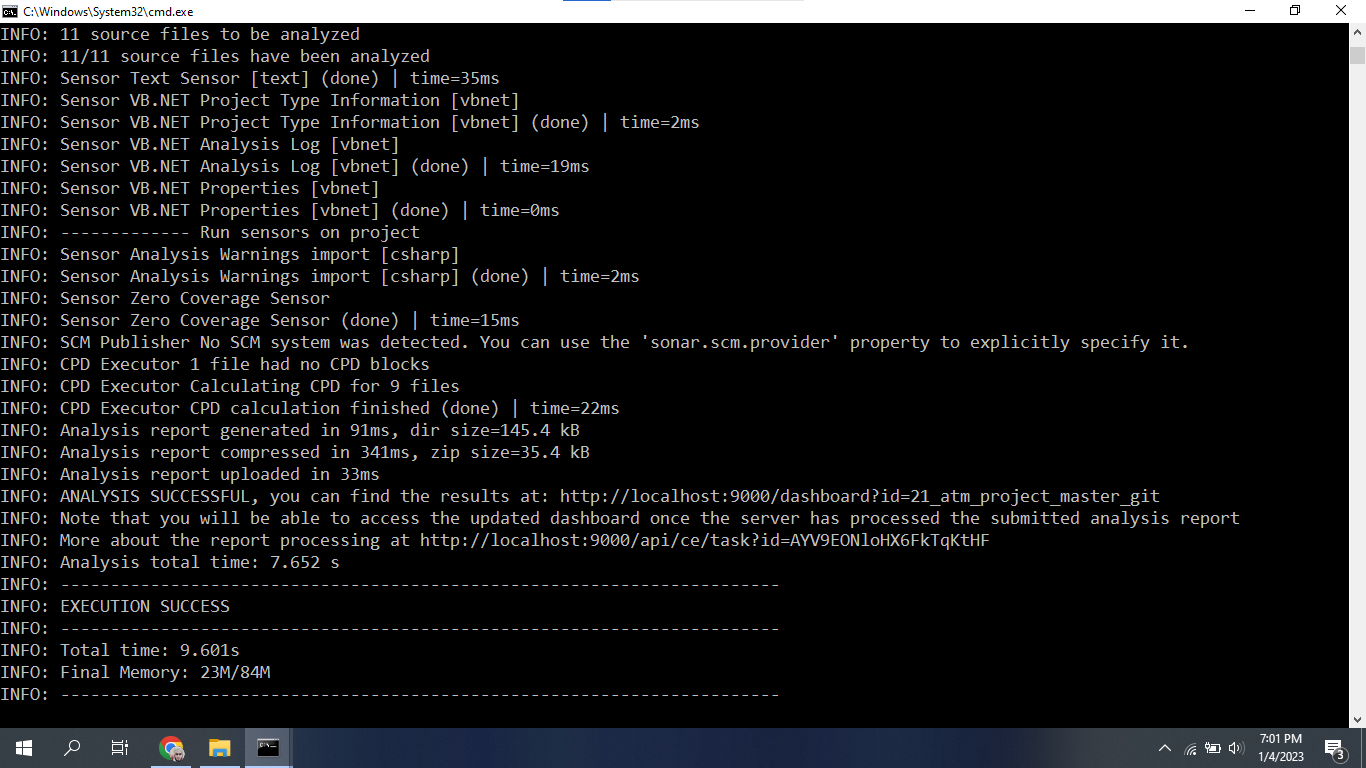 C:\Windows\System32\cmd.exe
INFO: 11 source files to be analyzed
INFO: 11/11 source files have been analyzed
INFO: Sensor Text Sensor [text] (done) | time=35ms
INFO: Sensor VB.NET Project Type Information [vbnet]
INFO: Sensor VB.NET Project Type Information [vbnet] (done) | time=2ms
INFO: Sensor VB.NET Analysis Log [vbnet]
INFO: Sensor VB.NET Analysis Log [vbnet] (done) | time=19ms
INFO: Sensor VB.NET Properties [vbnet]
INFO: Sensor VB.NET Properties [vbnet] (done) | time=0ms
INFO: ------------- Run sensors on project
INFO: Sensor Analysis Warnings import [csharp]
INFO: Sensor Analysis Warnings import [csharp] (done) | time=2ms
INFO: Sensor Zero Coverage Sensor
INFO: Sensor Zero Coverage Sensor (done) | time=15ms
INFO: SCM Publisher No SCM system was detected. You can use the 'sonar.scm.provider' property to explicitly specify it.
INFO: CPD Executor 1 file had no CPD blocks
INFO: CPD Executor Calculating CPD for 9 files
INFO: CPD Executor CPD calculation finished (done) | time=22ms
INFO: Analysis report generated in 91ms, dir size=145.4 kB
INFO: Analysis report compressed in 341ms, zip size=35.4 kB
INFO: Analysis report uploaded in 33ms
INFO: ANALYSIS SUCCESSFUL, you can find the results at: http://localhost:9000/dashboard?id=21_atm_project_master_git
INFO: Note that you will be able to access the updated dashboard once the server has processed the submitted analysis report
INFO: More about the report processing at http://localhost:9000/api/ce/task?id=AYV9EONloHX6FkTqKtHF
INFO: Analysis total time: 7.652 s
INFO: ------------------------------------------------------------------------
INFO: EXECUTION SUCCESS
INFO: ------------------------------------------------------------------------
INFO: Total time: 9.601s
INFO: Final Memory: 23M/84M
INFO: ------------------------------------------------------------------------
7:01 PM
1/4/2023
3